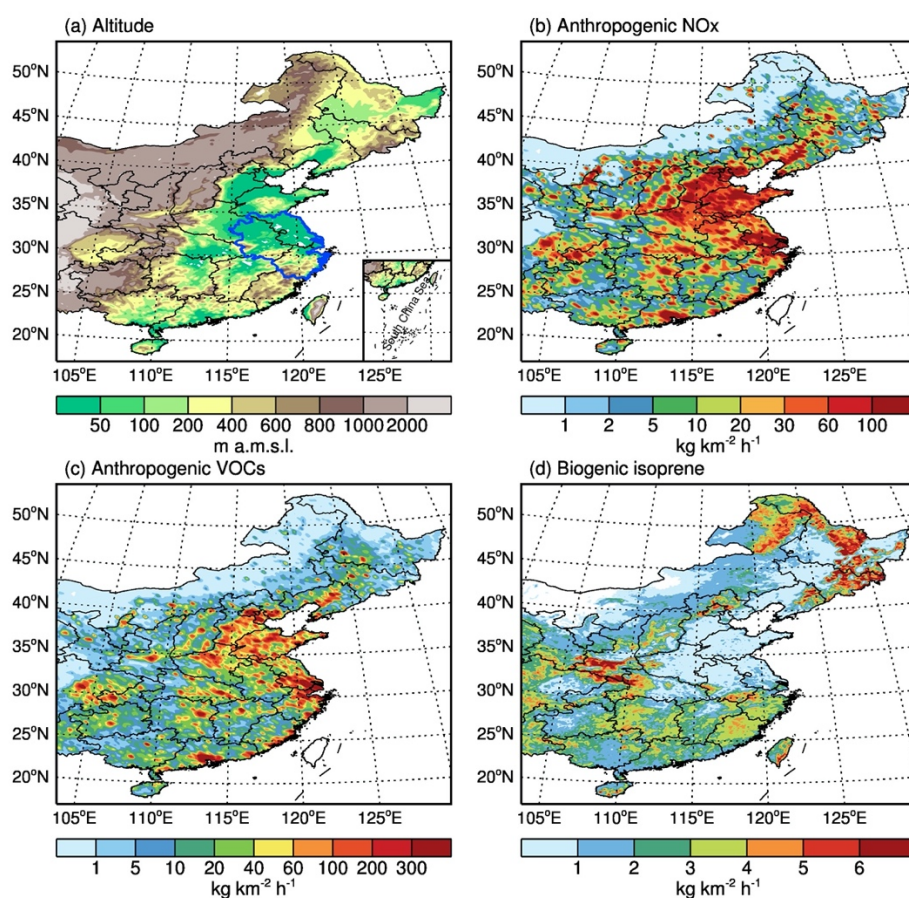 (a) Altitude
50°N
45°N
40°N
35°N
30°N
25°N
20°N
South China Sea
105°E 110°E 115°E 120°E 125°E
50 100 200 400 600 800 1000 2000
m a.m.s.l.
(b) Anthropogenic NOx
50°N
45°N
40°N
35°N
30°N
25°N
20°N
105°E 110°E 115°E 120°E 125°E
1 2 5 10 20 30 60 100
kg km⁻² h⁻¹
(c) Anthropogenic VOCs
50°N
45°N
40°N
35°N
30°N
25°N
20°N
105°E 110°E 115°E 120°E 125°E
1 5 10 20 40 60 100 200 300
kg km⁻² h⁻¹
(d) Biogenic isoprene
50°N
45°N
40°N
35°N
30°N
25°N
20°N
105°E 110°E 115°E 120°E 125°E
1 2 3 4 5 6
kg km⁻² h⁻¹